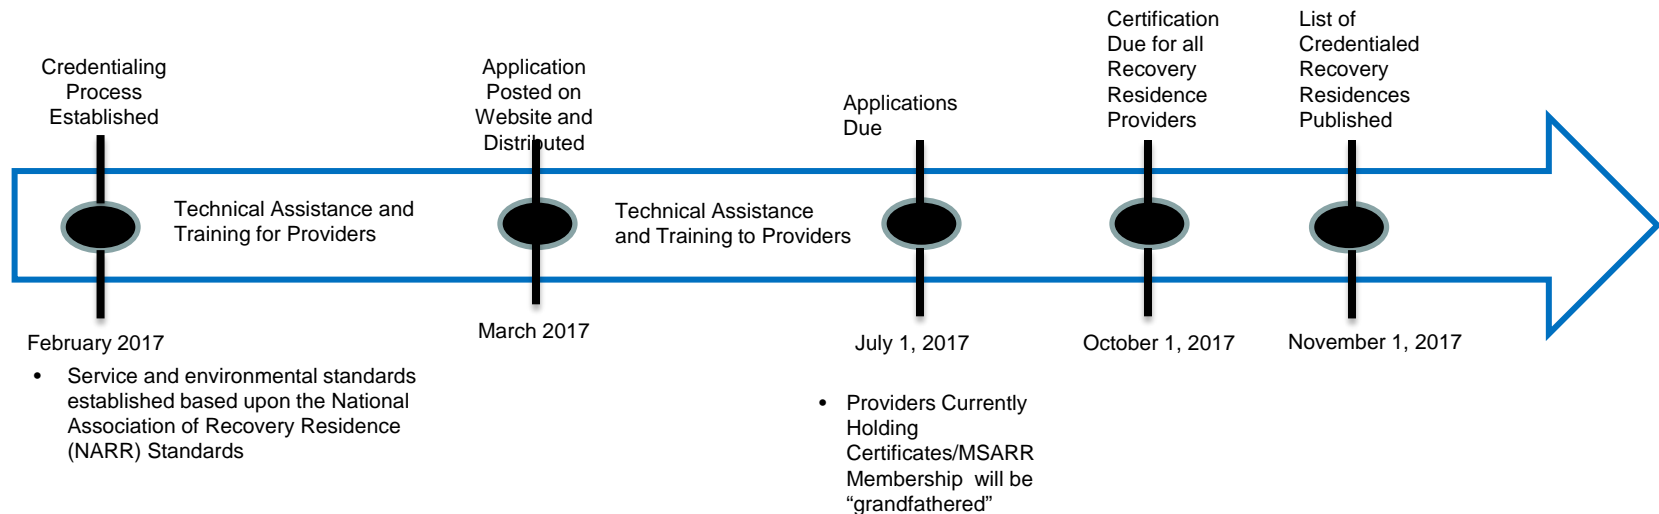 Credentialing
Process
Established
Application
Posted on
Website and
Distributed
Applications
Due
Certification
Due for all
Recovery
Residence
Providers
List of
Credentialed
Recovery
Residences
Published
Technical Assistance and
Training for Providers
Technical Assistance
and Training to Providers
February 2017
• Service and environmental standards
established based upon the National
Association of Recovery Residence
(NARR) Standards
March 2017
July 1, 2017
• Providers Currently
Holding
Certificates/MSARR
Membership will be
“grandfathered”
October 1, 2017
November 1, 2017